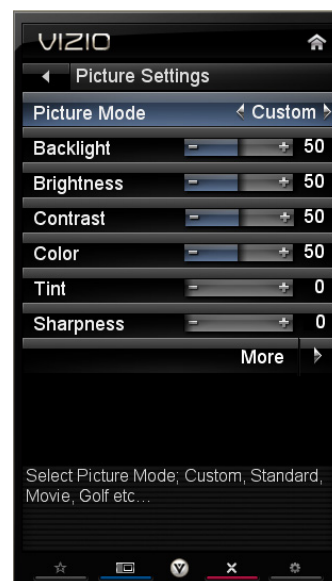 VIZIO
Picture Settings
Picture Mode Custom
Backlight - + 50
Brightness - + 50
Contrast - + 50
Color - + 50
Tint - + 0
Sharpness - + 0
More
Select Picture Mode; Custom, Standard,
Movie, Golf etc...
V